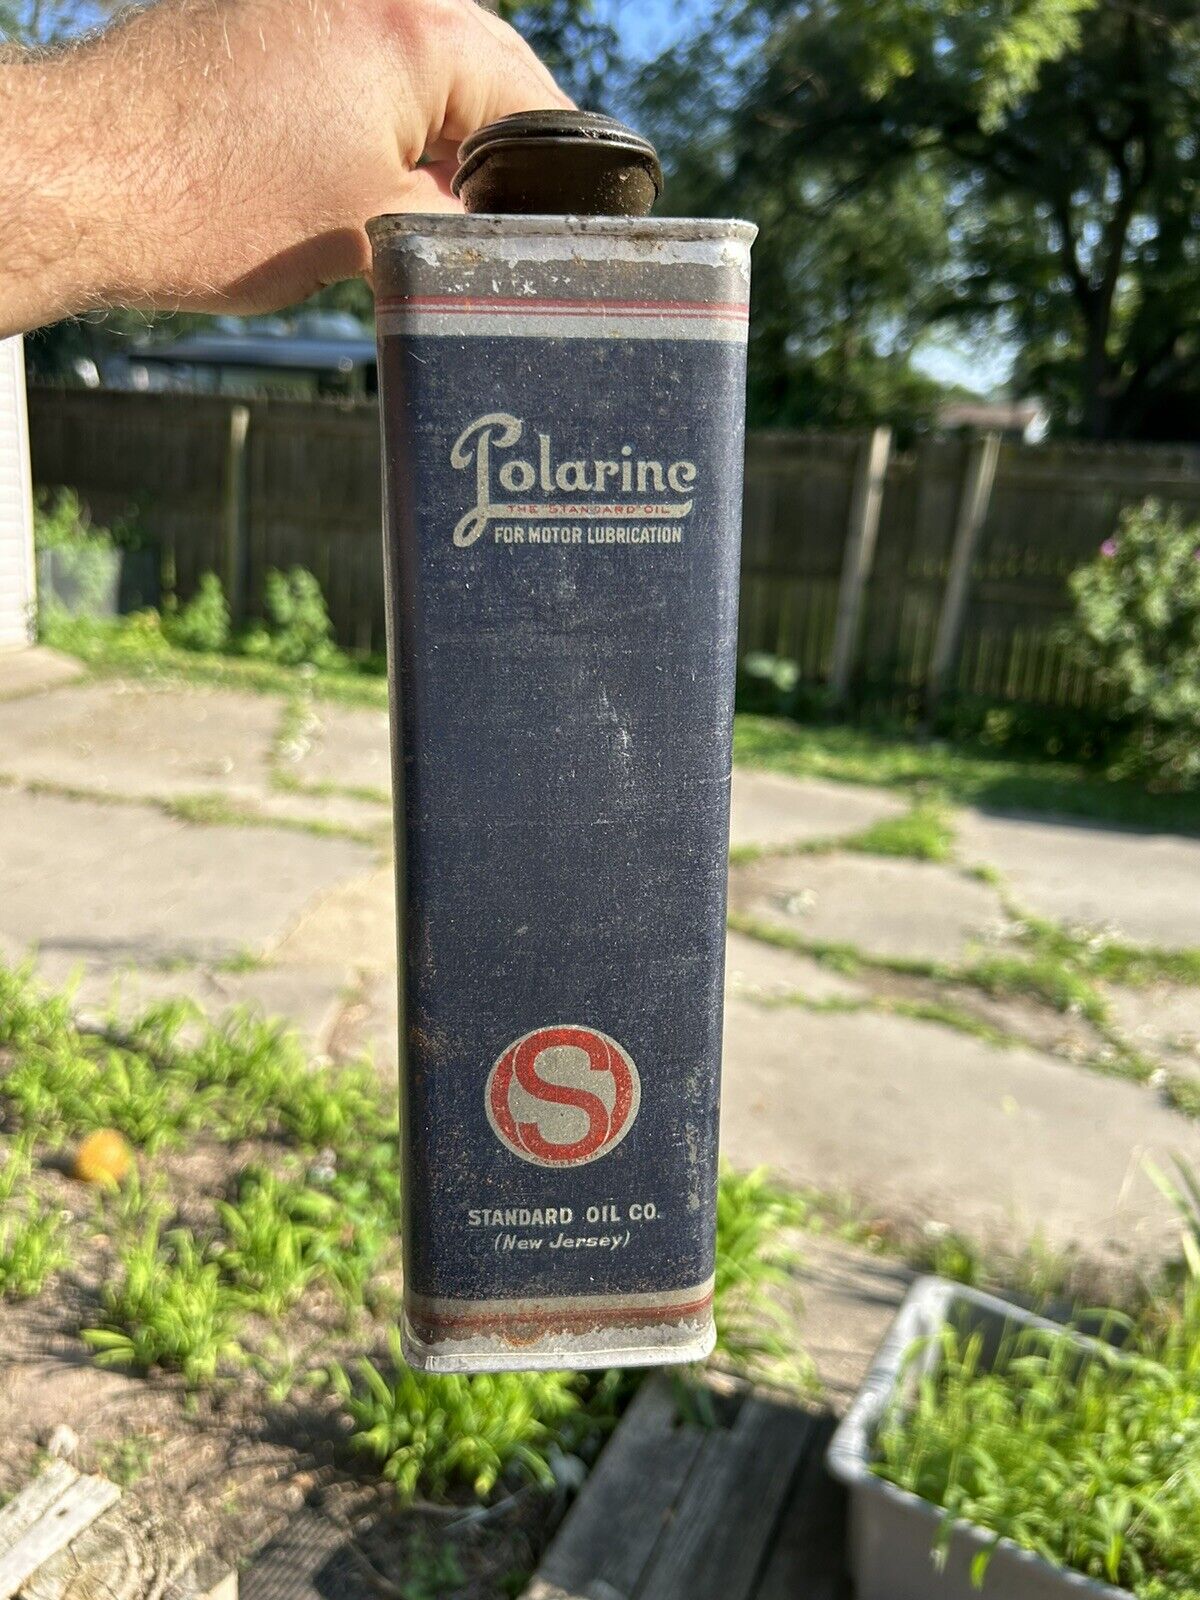 Polarine
THE "STANDARD" OIL
FOR MOTOR LUBRICATION
S
STANDARD OIL CO.
(New Jersey)